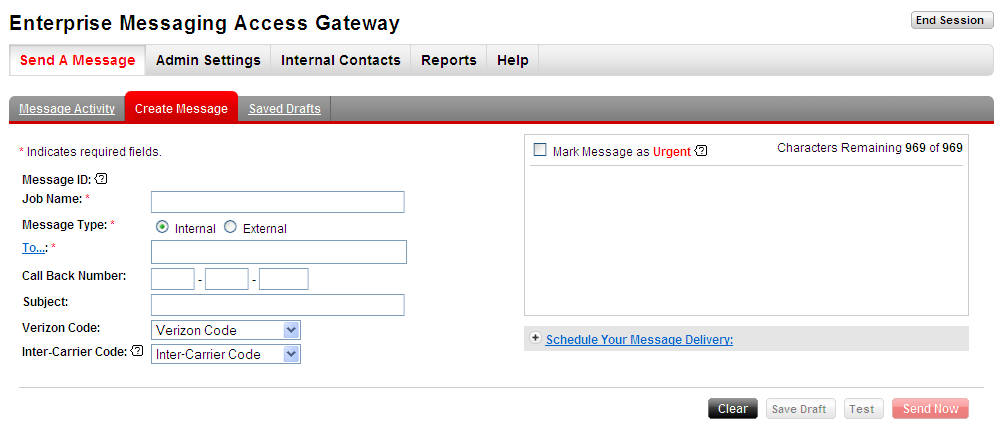 Enterprise Messaging Access Gateway
End Session
Send A Message Admin Settings Internal Contacts Reports Help
Message Activity Create Message Saved Drafts
* Indicates required fields.
Message ID: ?
Job Name: *
Message Type: * Internal External
To...: *
Call Back Number: - -
Subject:
Verizon Code: Verizon Code
Inter-Carrier Code: ? Inter-Carrier Code
Mark Message as Urgent ? Characters Remaining 969 of 969
+ Schedule Your Message Delivery:
Clear Save Draft Test Send Now